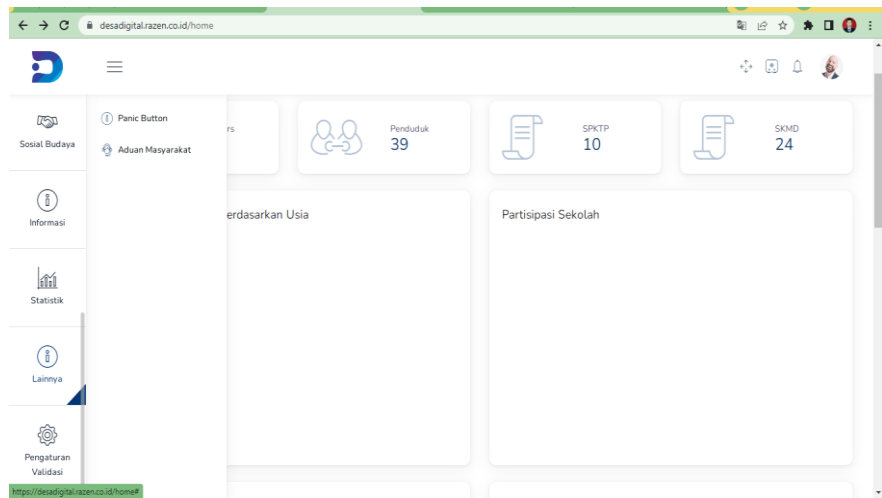 desadigital.razen.co.id/home
Sosial Budaya
Informasi
Statistik
Lainnya
Pengaturan
Validasi
Panic Button
Aduan Masyarakat
rs
Penduduk
39
SPKTP
10
SKMD
24
erdasarkan Usia
Partisipasi Sekolah
https://desadigital.razen.co.id/home#